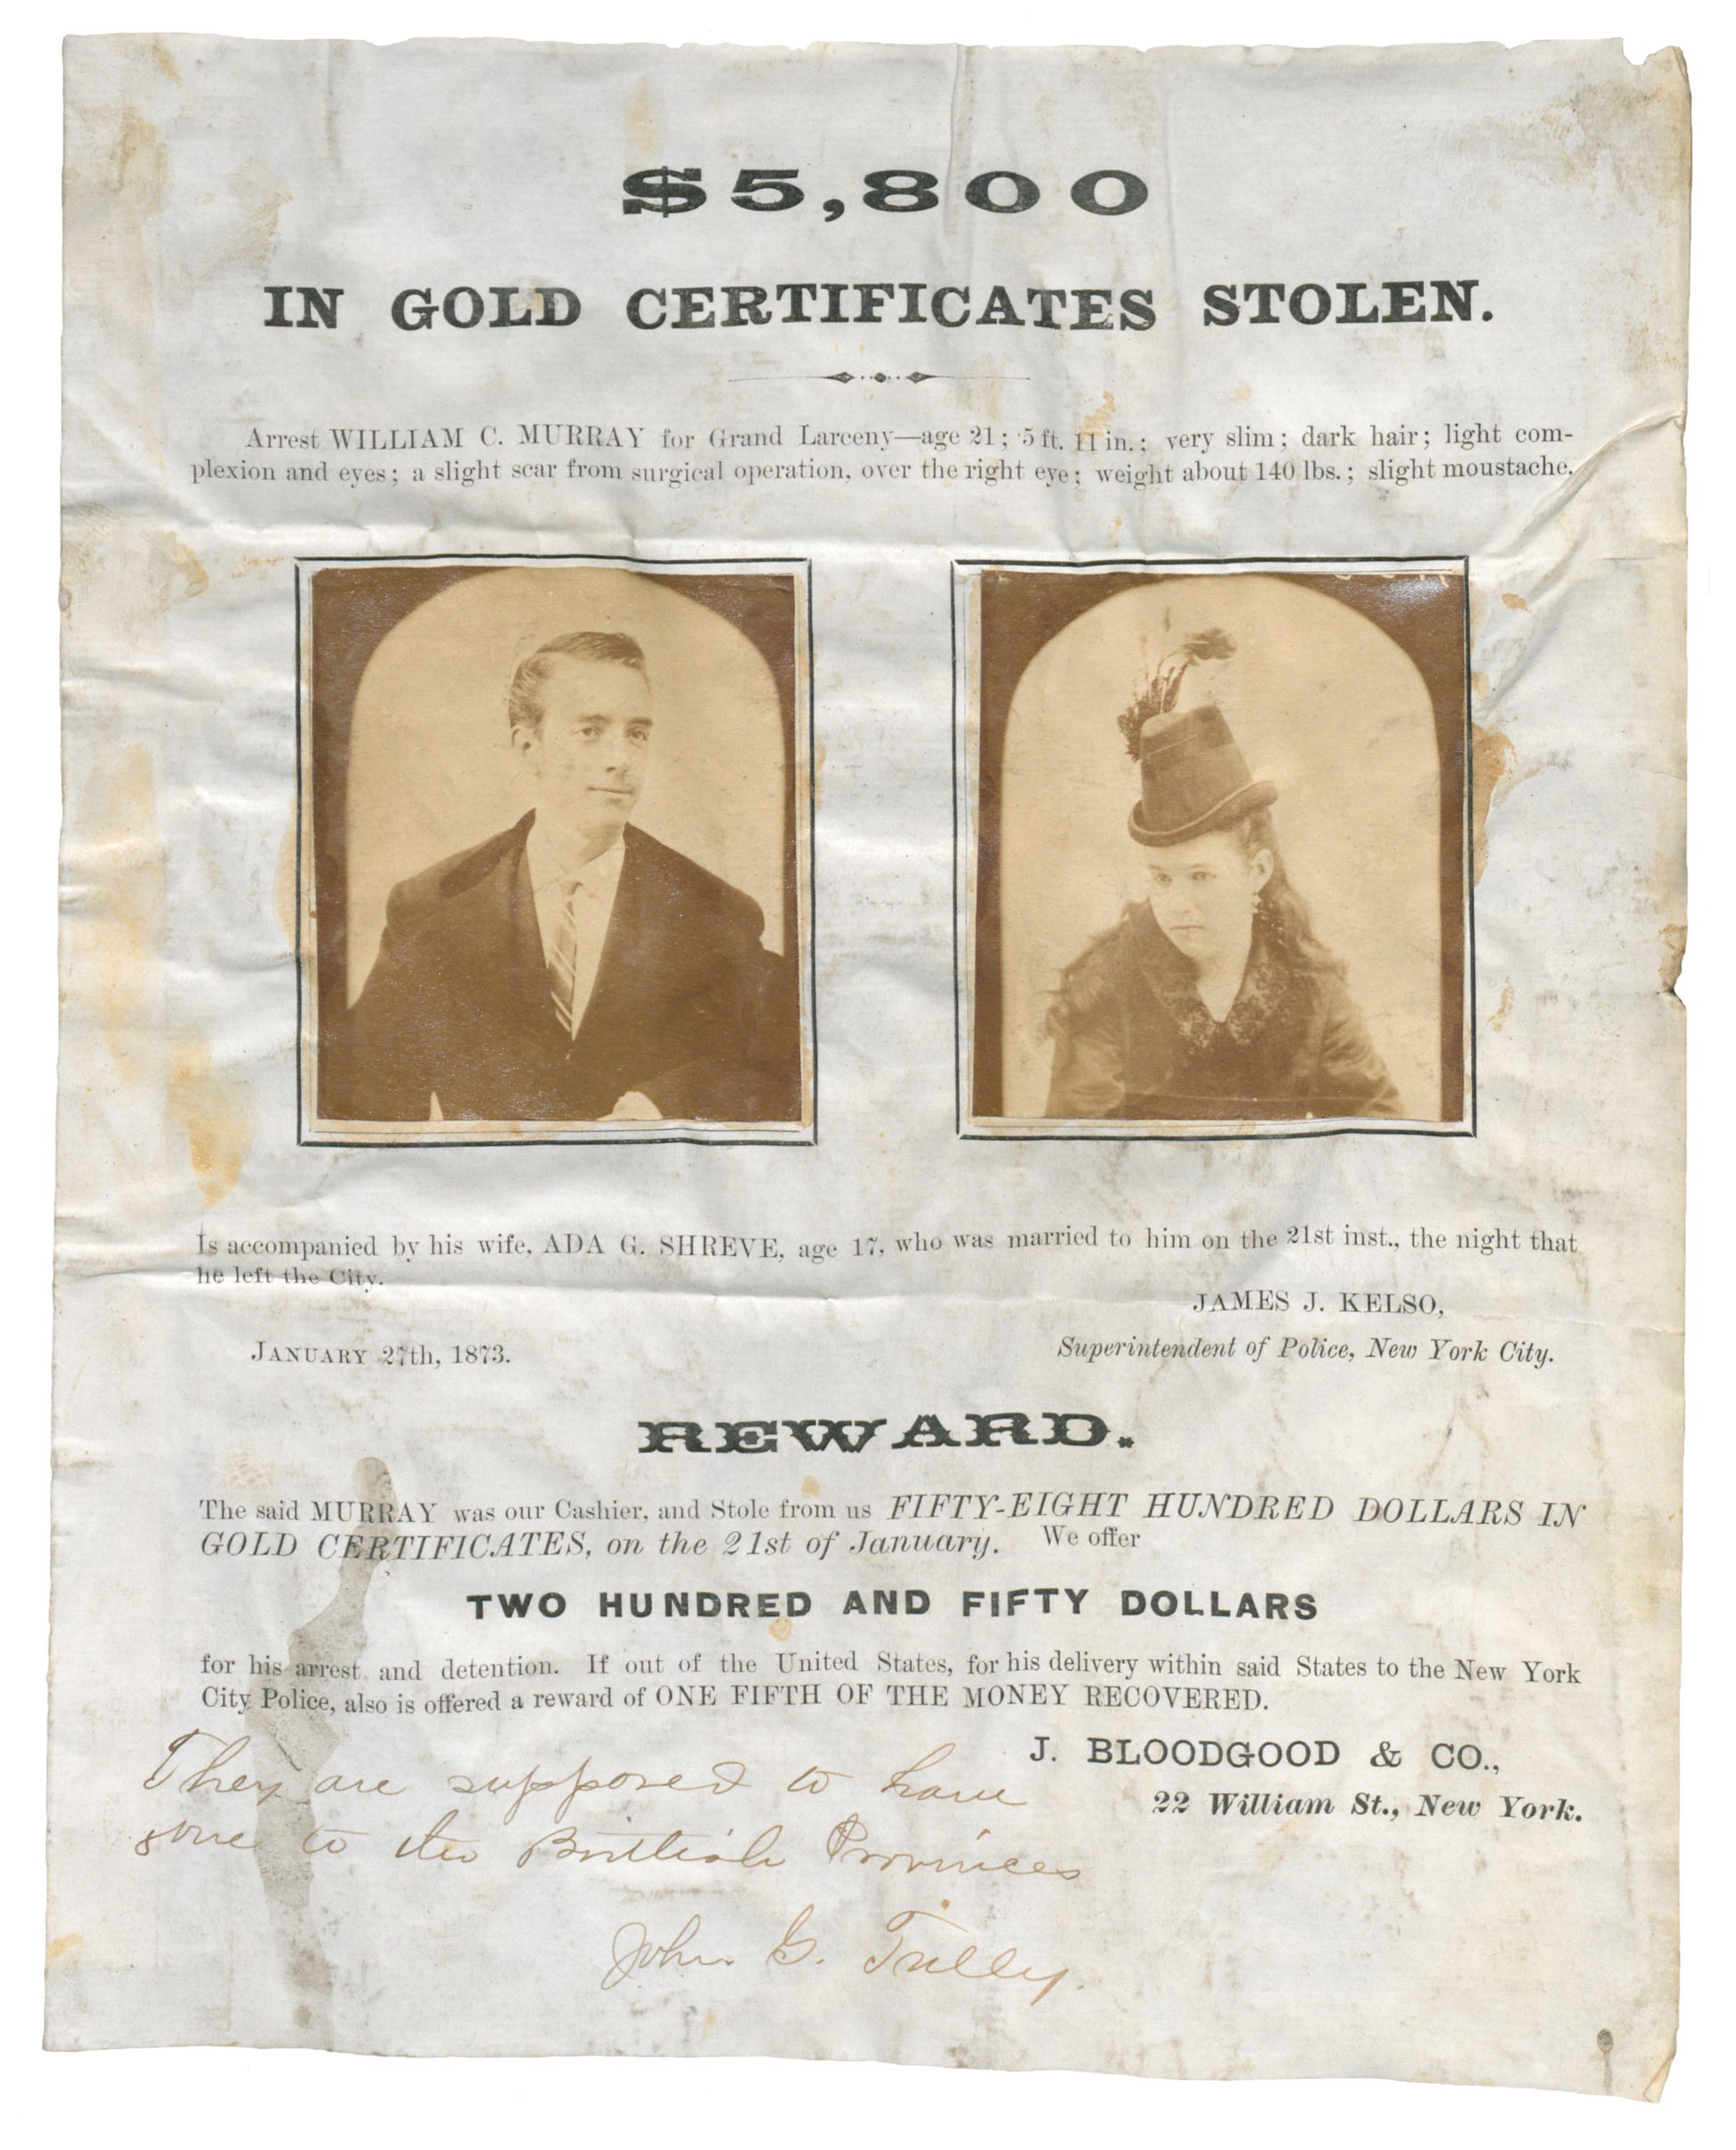 $5,800
IN GOLD CERTIFICATES STOLEN.
Arrest WILLIAM C. MURRAY for Grand Larceny—age 21; 5 ft. 11 in.; very slim; dark hair; light com-
plexion and eyes; a slight scar from surgical operation, over the right eye; weight about 140 lbs.; slight moustache.
Is accompanied by his wife, ADA G. SHREVE, age 17, who was married to him on the 21st inst., the night that
he left the City.
JAMES J. KELSO,
Superintendent of Police, New York City.
JANUARY 27th, 1873.
REWARD.
The said MURRAY was our Cashier, and Stole from us FIFTY-EIGHT HUNDRED DOLLARS IN
GOLD CERTIFICATES, on the 21st of January. We offer
TWO HUNDRED AND FIFTY DOLLARS
for his arrest and detention. If out of the United States, for his delivery within said States to the New York
City Police, also is offered a reward of ONE FIFTH OF THE MONEY RECOVERED.
J. BLOODGOOD & CO.,
22 William St., New York.
They are supposed to have
gone to the British Provinces
John G. Tilley.